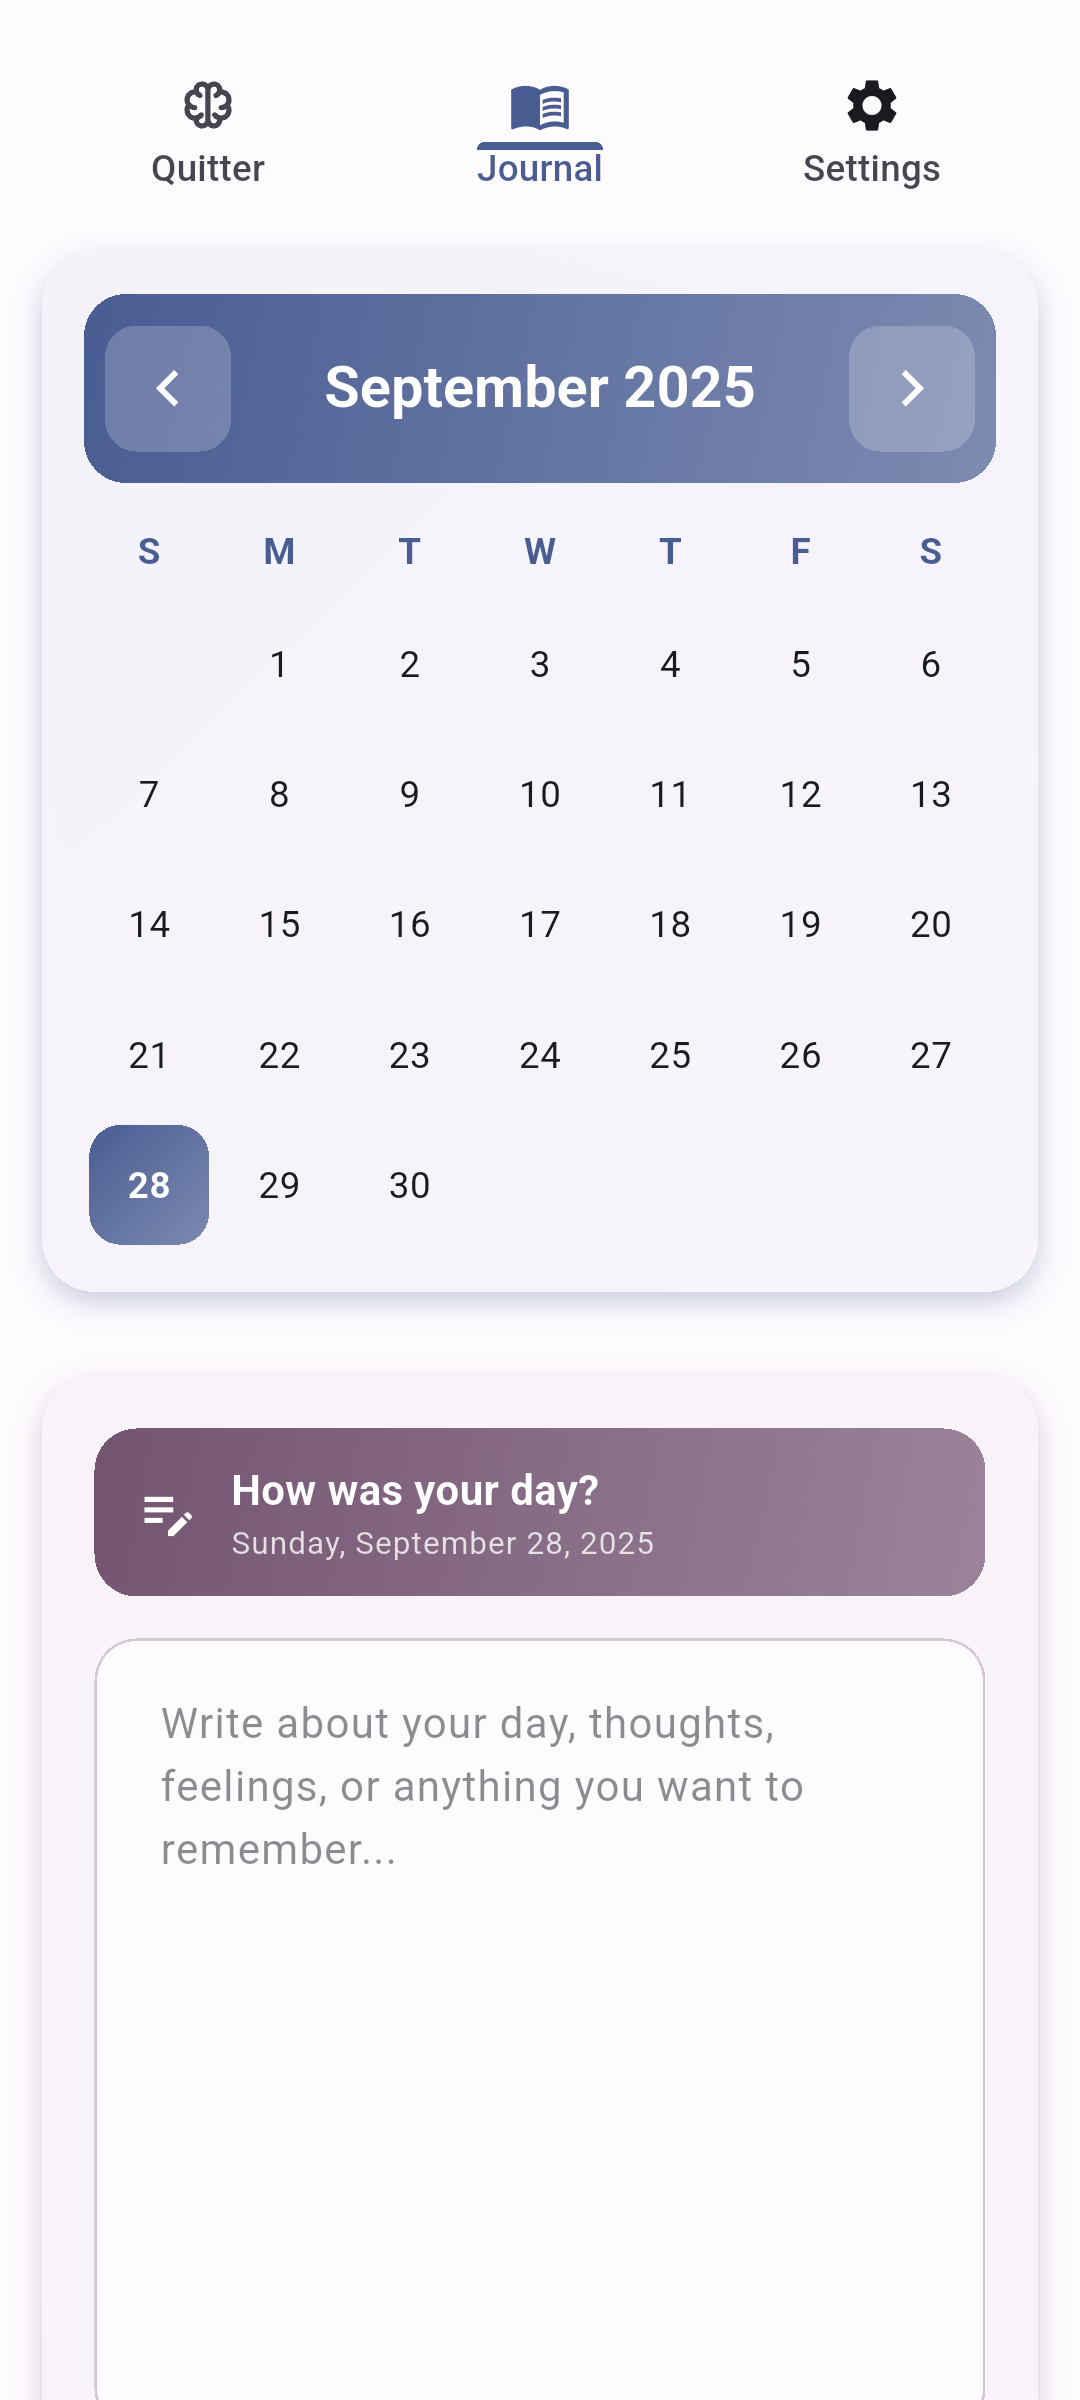 Quitter Journal Settings
September 2025
S M T W T F S
1 2 3 4 5 6
7 8 9 10 11 12 13
14 15 16 17 18 19 20
21 22 23 24 25 26 27
28 29 30
How was your day?
Sunday, September 28, 2025
Write about your day, thoughts,
feelings, or anything you want to
remember...